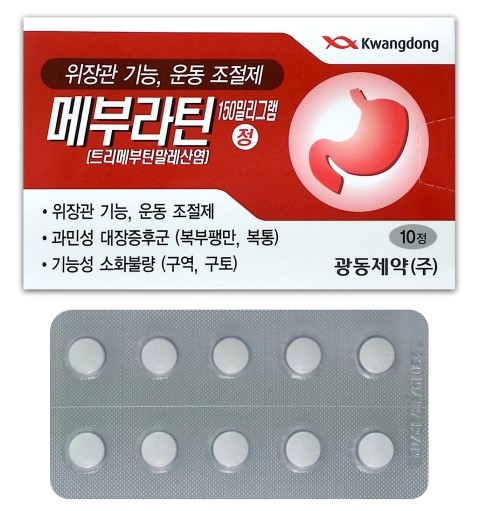 Kwangdong
위장관 기능, 운동 조절제
메부라틴 150밀리그램 정
(트리메부틴말레산염)
• 위장관 기능, 운동 조절제
• 과민성 대장증후군 (복부팽만, 복통)
• 기능성 소화불량 (구역, 구토)
10정
광동제약(주)